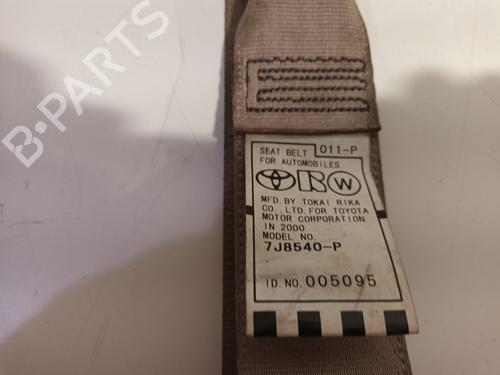 B-PARTS
SEAT BELT 011-P
FOR AUTOMOBILES
R W
MFD. BY TOKAI RIKA
CO., LTD. FOR TOYOTA
MOTOR CORPORATION
IN 2000
MODEL NO.
7J8540-P
ID. NO. 005095